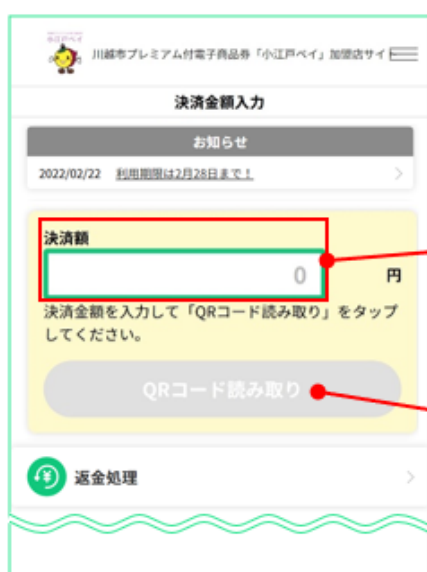 小江戸ペイ
川越市プレミアム付電子商品券「小江戸ペイ」加盟店サイ
決済金額入力
お知らせ
2022/02/22 利用期限は2月28日まで！
決済額
0 円
決済金額を入力して「QRコード読み取り」をタップ
してください。
QRコード読み取り
返金処理